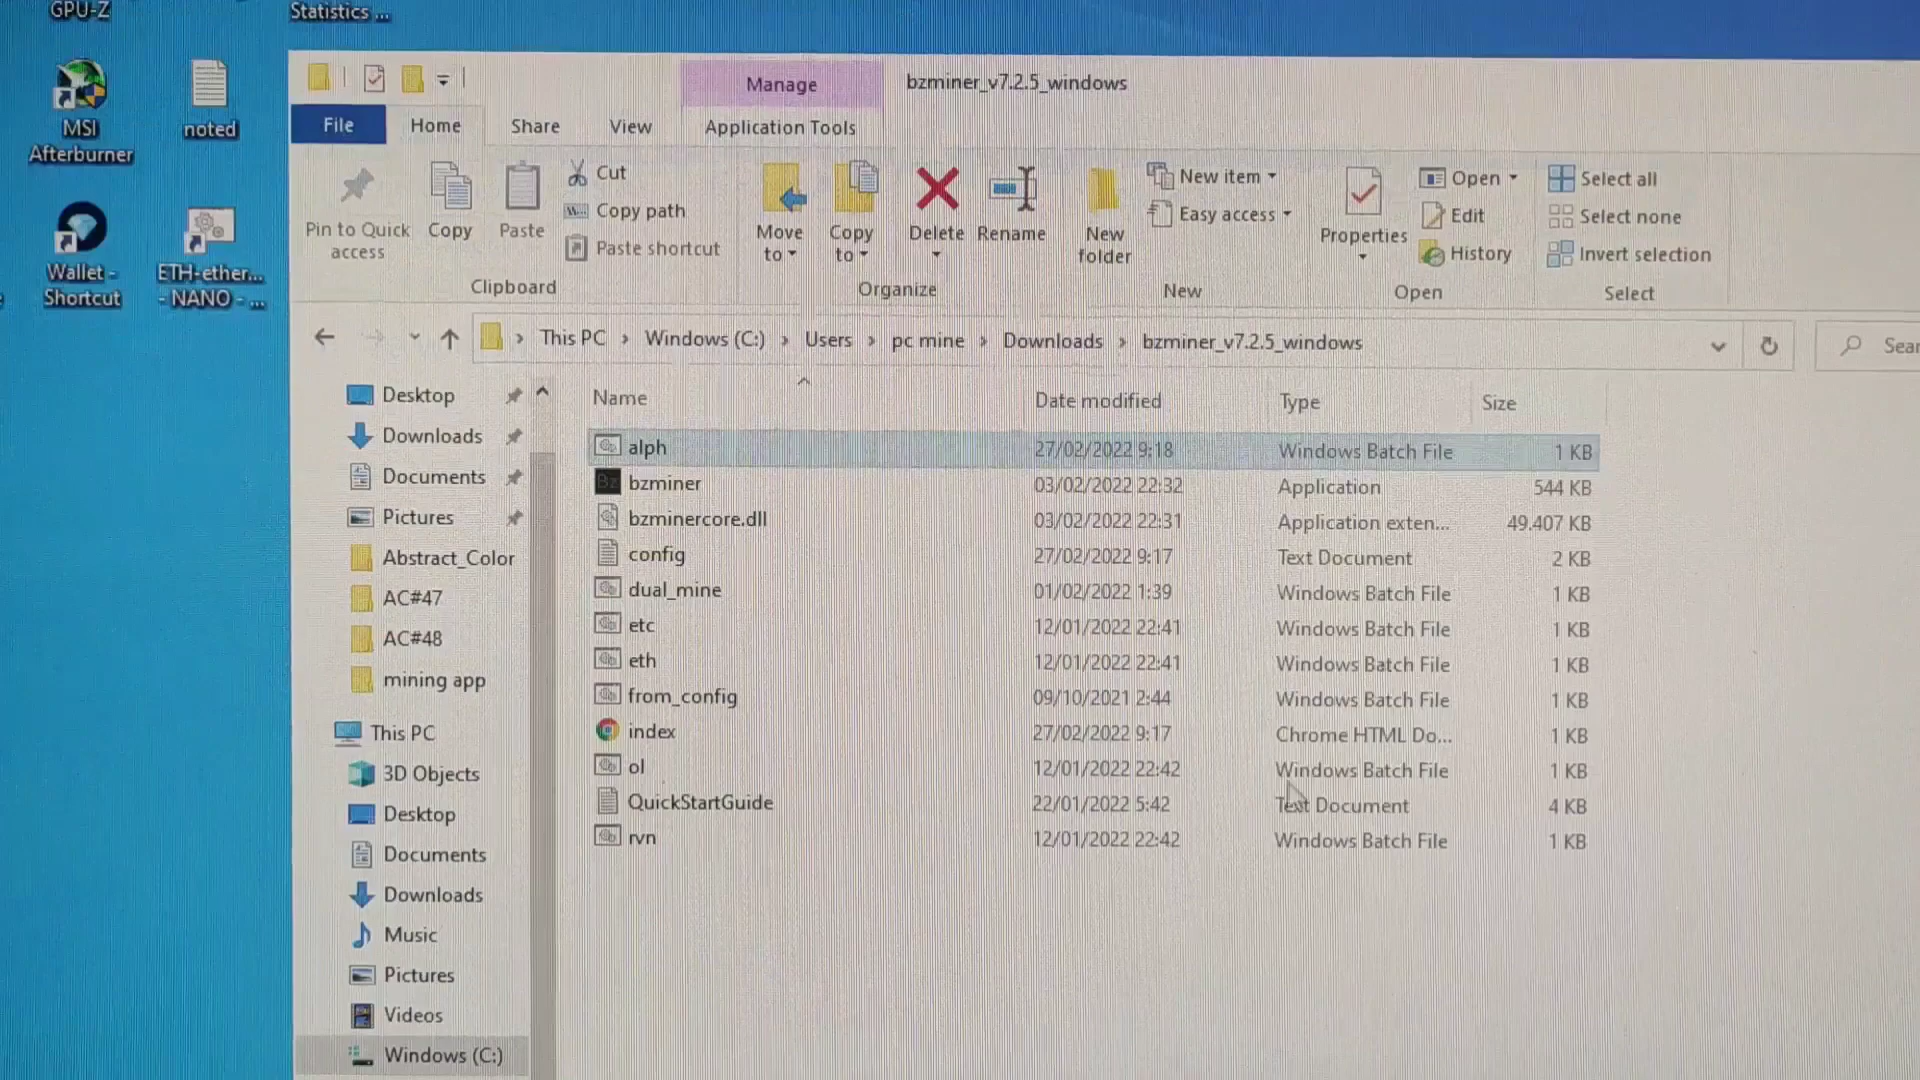 GPU-Z
Statistics ...
MSI
Afterburner
noted
Wallet -
Shortcut
ETH-ether...
- NANO - ...
Manage
bzminer_v7.2.5_windows
File
Home
Share
View
Application Tools
Pin to Quick
access
Copy
Paste
Cut
Copy path
Paste shortcut
Clipboard
Move
to
Copy
to
Delete
Rename
Organize
New
folder
New item
Easy access
New
Properties
Open
Edit
History
Open
Select all
Select none
Invert selection
Select
This PC > Windows (C:) > Users > pc mine > Downloads > bzminer_v7.2.5_windows
Sear
Desktop
Downloads
Documents
Pictures
Abstract_Color
AC#47
AC#48
mining app
This PC
3D Objects
Desktop
Documents
Downloads
Music
Pictures
Videos
Windows (C:)
Name Date modified Type Size
alph 27/02/2022 9:18 Windows Batch File 1 KB
Bz bzminer 03/02/2022 22:32 Application 544 KB
bzminercore.dll 03/02/2022 22:31 Application exten... 49.407 KB
config 27/02/2022 9:17 Text Document 2 KB
dual_mine 01/02/2022 1:39 Windows Batch File 1 KB
etc 12/01/2022 22:41 Windows Batch File 1 KB
eth 12/01/2022 22:41 Windows Batch File 1 KB
from_config 09/10/2021 2:44 Windows Batch File 1 KB
index 27/02/2022 9:17 Chrome HTML Do... 1 KB
ol 12/01/2022 22:42 Windows Batch File 1 KB
QuickStartGuide 22/01/2022 5:42 Text Document 4 KB
rvn 12/01/2022 22:42 Windows Batch File 1 KB